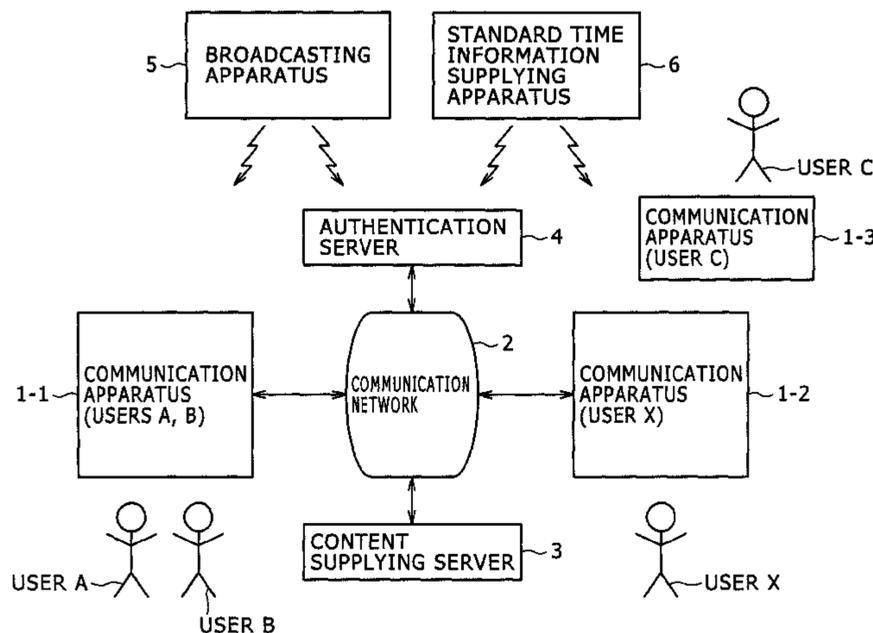 5
BROADCASTING
APPARATUS
STANDARD TIME
INFORMATION
SUPPLYING
APPARATUS
6
USER C
AUTHENTICATION
SERVER
4
COMMUNICATION
APPARATUS
(USER C)
1-3
1-1
COMMUNICATION
APPARATUS
(USERS A, B)
2
COMMUNICATION
NETWORK
COMMUNICATION
APPARATUS
(USER X)
1-2
CONTENT
SUPPLYING SERVER
3
USER A
USER B
USER X